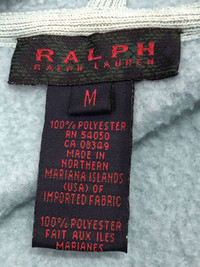 RALPH
RALPH LAUREN
M
100% POLYESTER
RN 54050
CA 08349
MADE IN
NORTHERN
MARIANA ISLANDS
(USA) OF
IMPORTED FABRIC
100% POLYESTER
FAIT AUX ILES
MARIANES